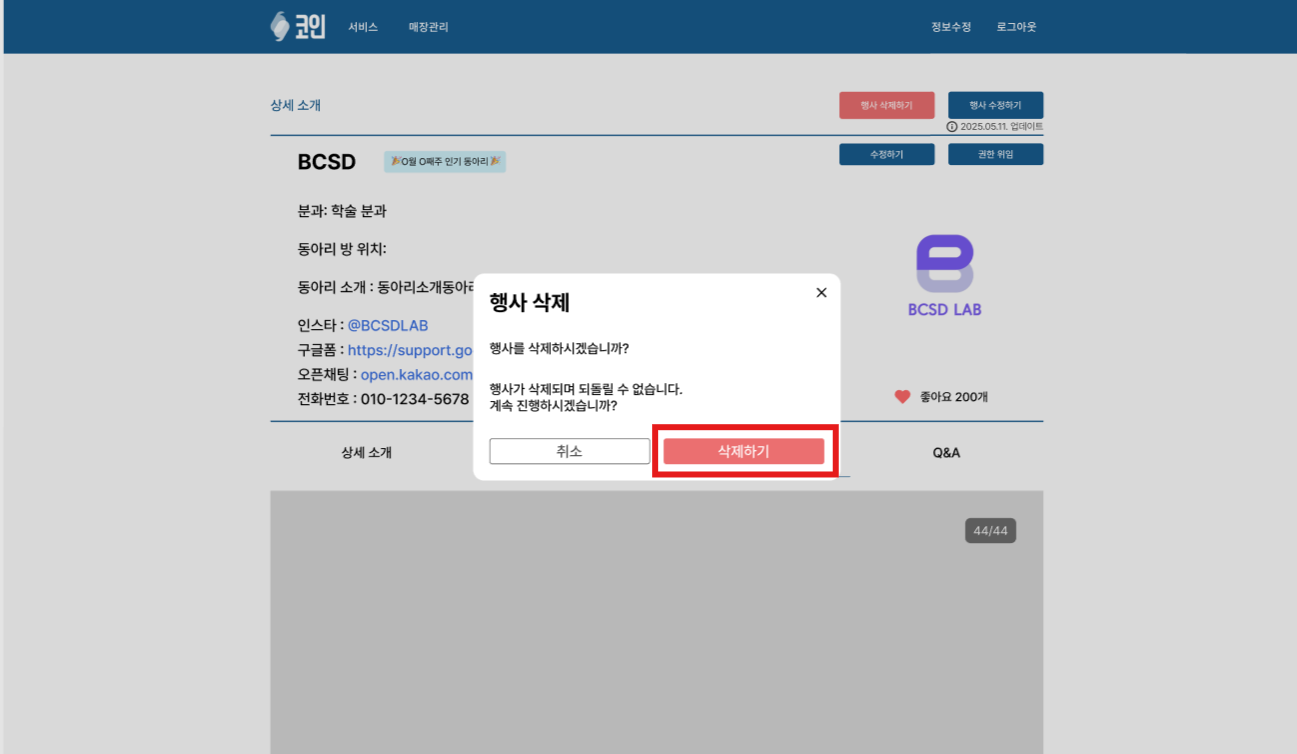 코인 서비스 매장관리 정보수정 로그아웃
상세 소개 행사 삭제하기 행사 수정하기
2025.05.11. 업데이트
BCSD 🎉O월 O째주 인기 동아리🎉 수정하기 권한 위임
분과: 학술 분과
동아리 방 위치:
동아리 소개 : 동아리소개동아리
인스타 : @BCSDLAB
구글폼 : https://support.go
오픈채팅 : open.kakao.com
전화번호 : 010-1234-5678
BCSD LAB
좋아요 200개
행사 삭제
행사를 삭제하시겠습니까?
행사가 삭제되며 되돌릴 수 없습니다.
계속 진행하시겠습니까?
취소 삭제하기
상세 소개 Q&A
44/44